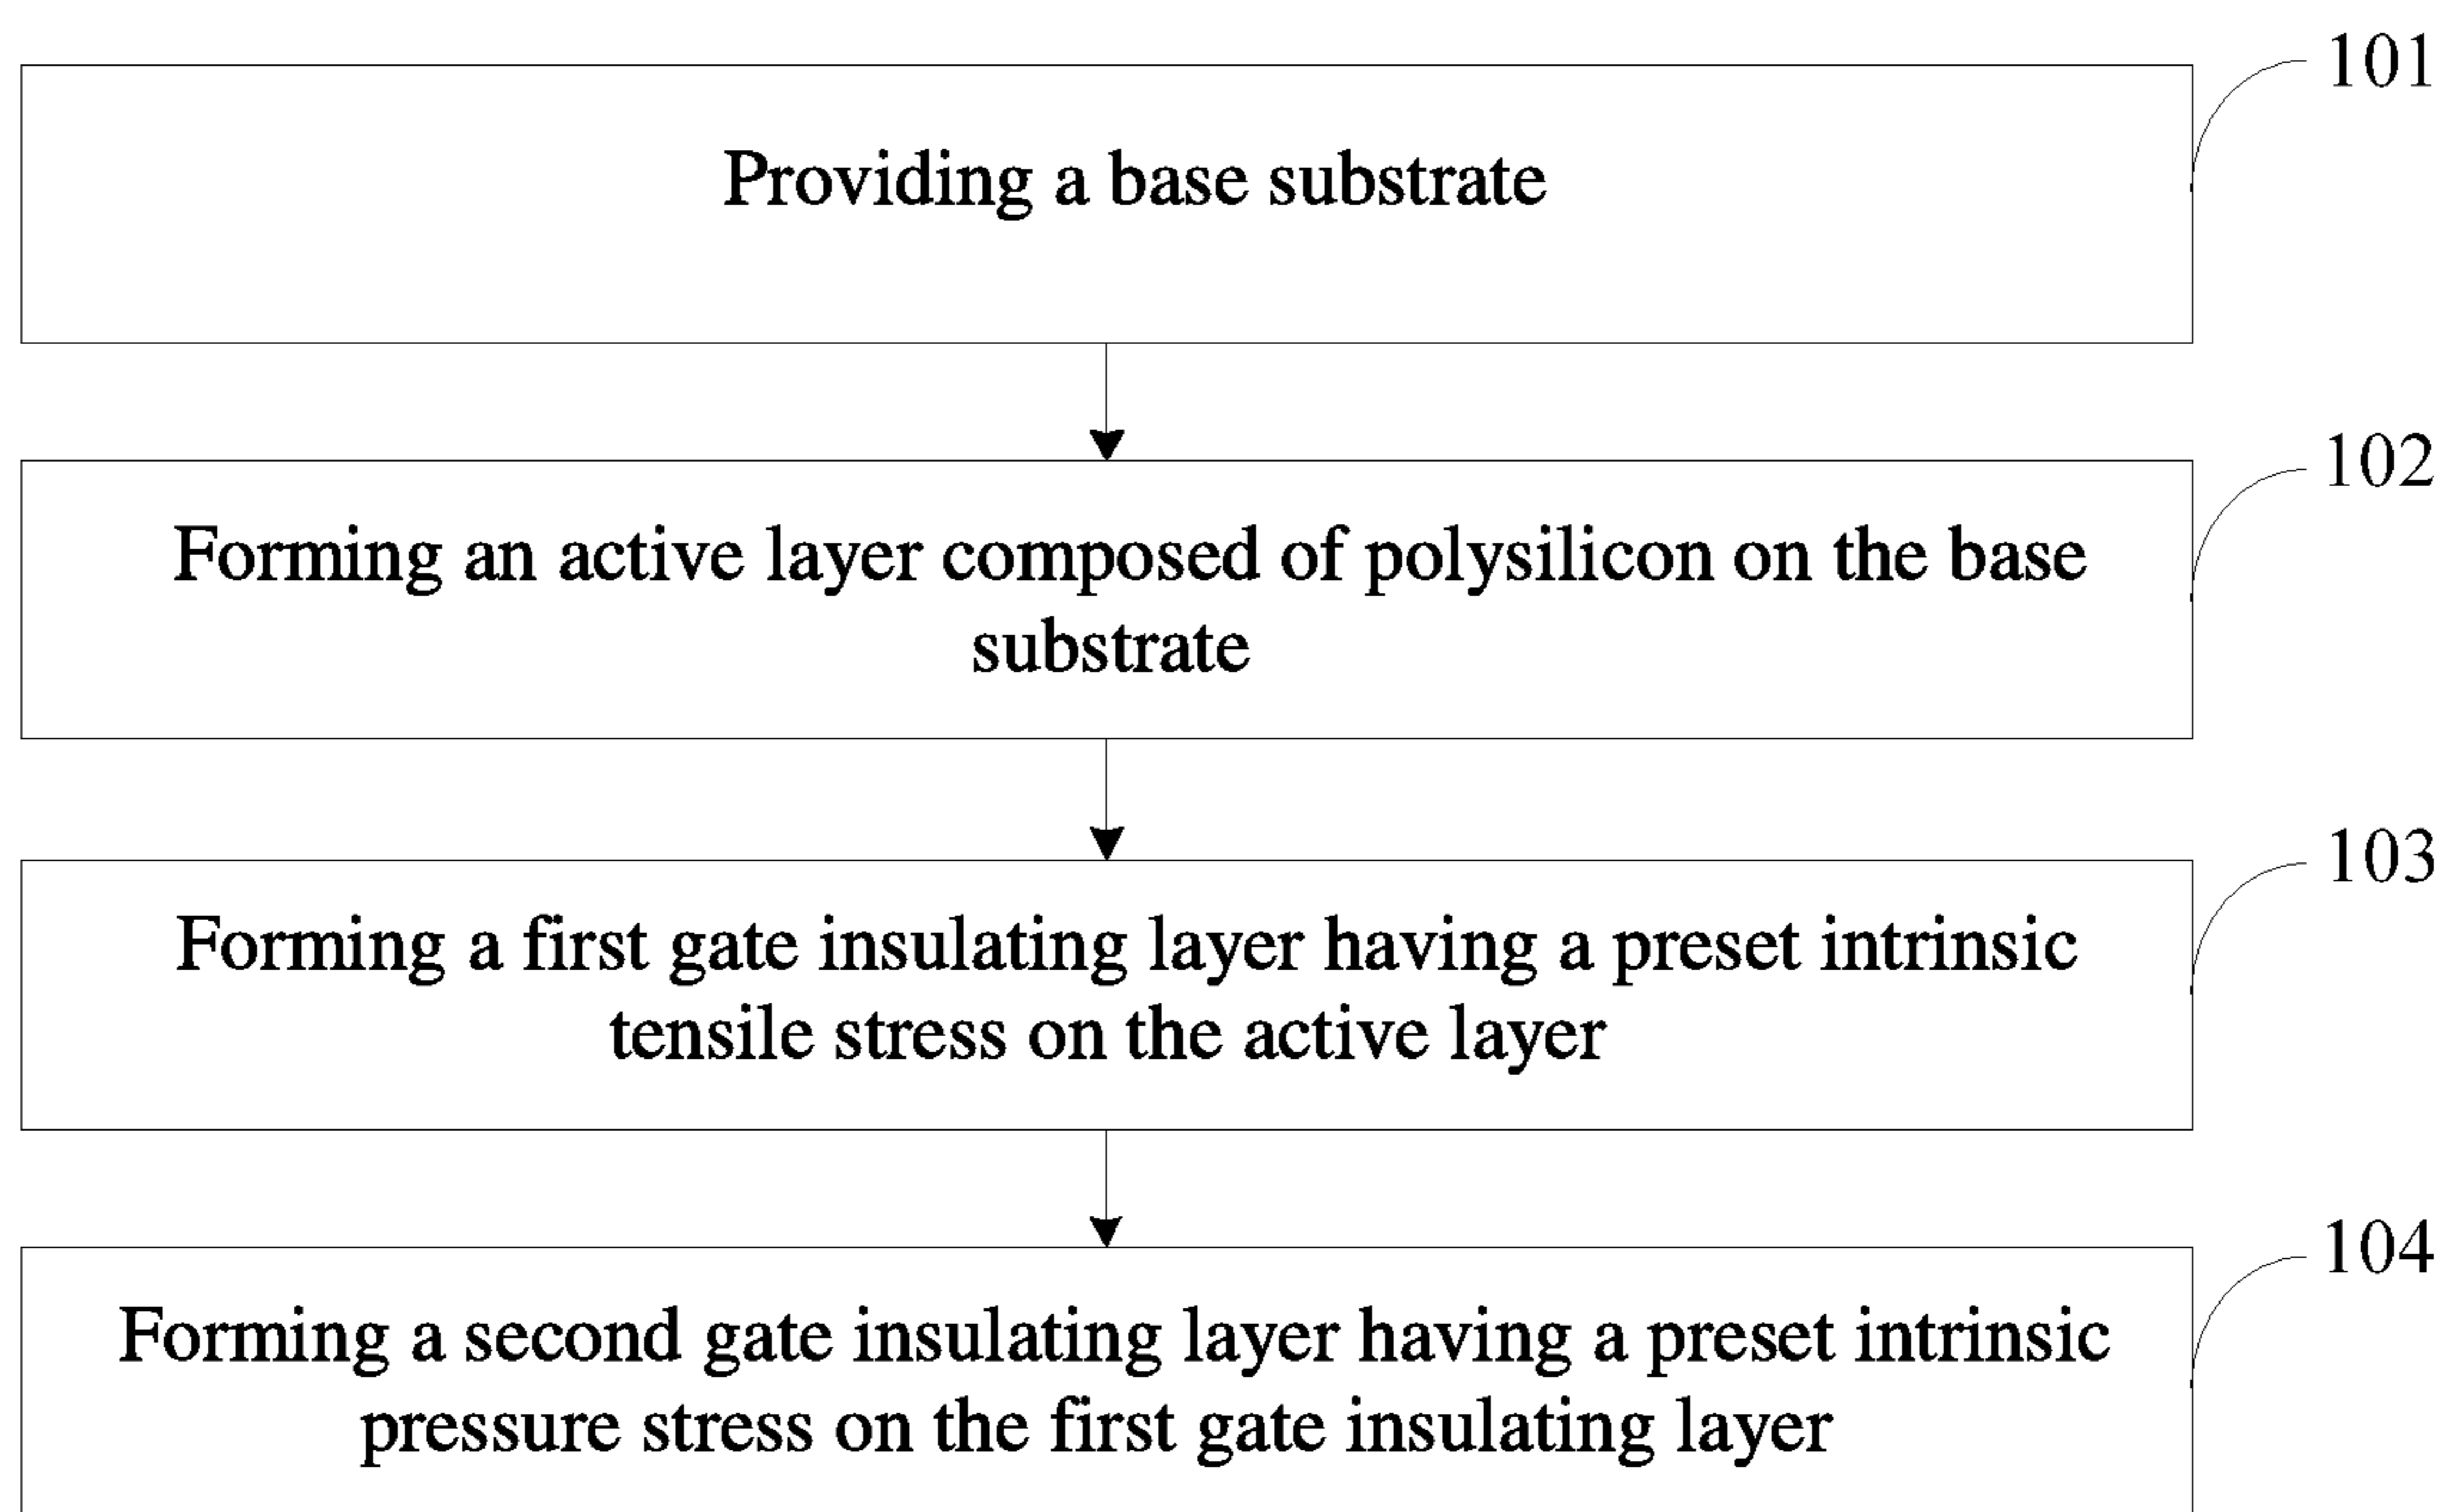 101
Providing a base substrate
102
Forming an active layer composed of polysilicon on the base
substrate
103
Forming a first gate insulating layer having a preset intrinsic
tensile stress on the active layer
104
Forming a second gate insulating layer having a preset intrinsic
pressure stress on the first gate insulating layer